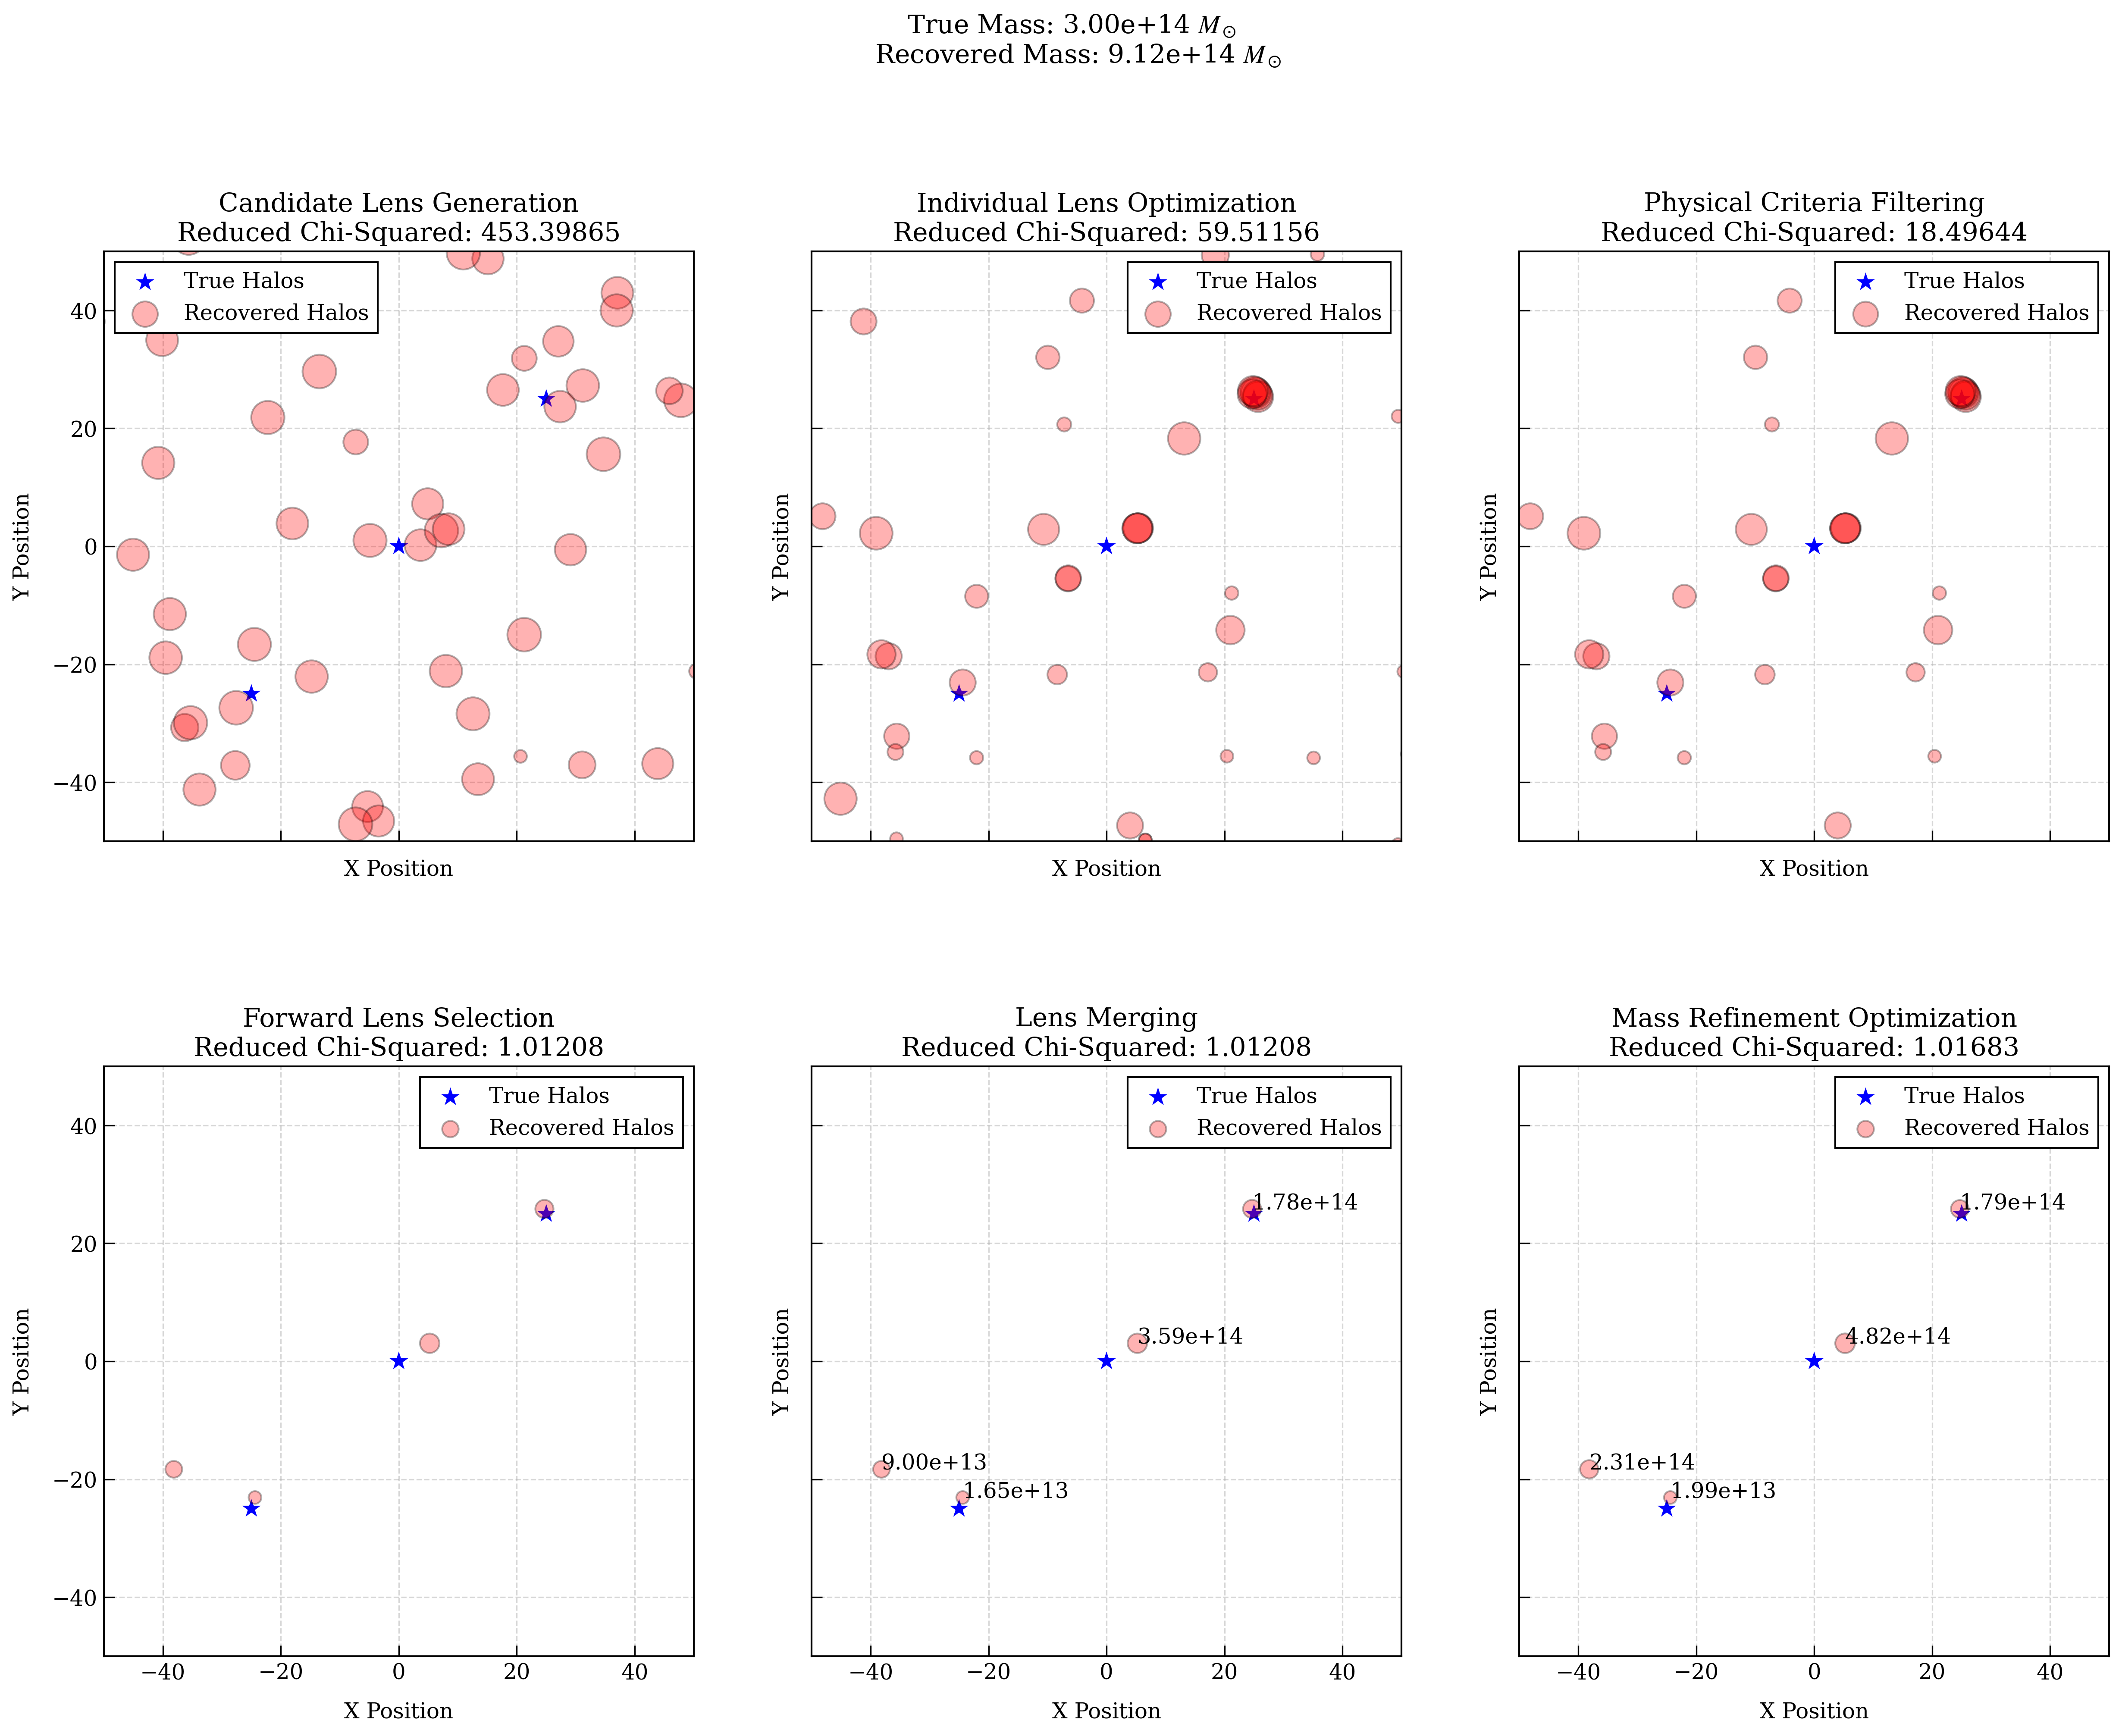 True Mass: 3.00e+14 M⊙
Recovered Mass: 9.12e+14 M⊙
Candidate Lens Generation
Reduced Chi-Squared: 453.39865
True Halos
Recovered Halos
40
20
0
−20
−40
Y Position
X Position
Individual Lens Optimization
Reduced Chi-Squared: 59.51156
True Halos
Recovered Halos
Y Position
X Position
Physical Criteria Filtering
Reduced Chi-Squared: 18.49644
True Halos
Recovered Halos
Y Position
X Position
Forward Lens Selection
Reduced Chi-Squared: 1.01208
True Halos
Recovered Halos
40
20
0
−20
−40
Y Position
−40 −20 0 20 40
X Position
Lens Merging
Reduced Chi-Squared: 1.01208
True Halos
Recovered Halos
1.78e+14
3.59e+14
9.00e+13
1.65e+13
Y Position
−40 −20 0 20 40
X Position
Mass Refinement Optimization
Reduced Chi-Squared: 1.01683
True Halos
Recovered Halos
1.79e+14
4.82e+14
2.31e+14
1.99e+13
Y Position
−40 −20 0 20 40
X Position